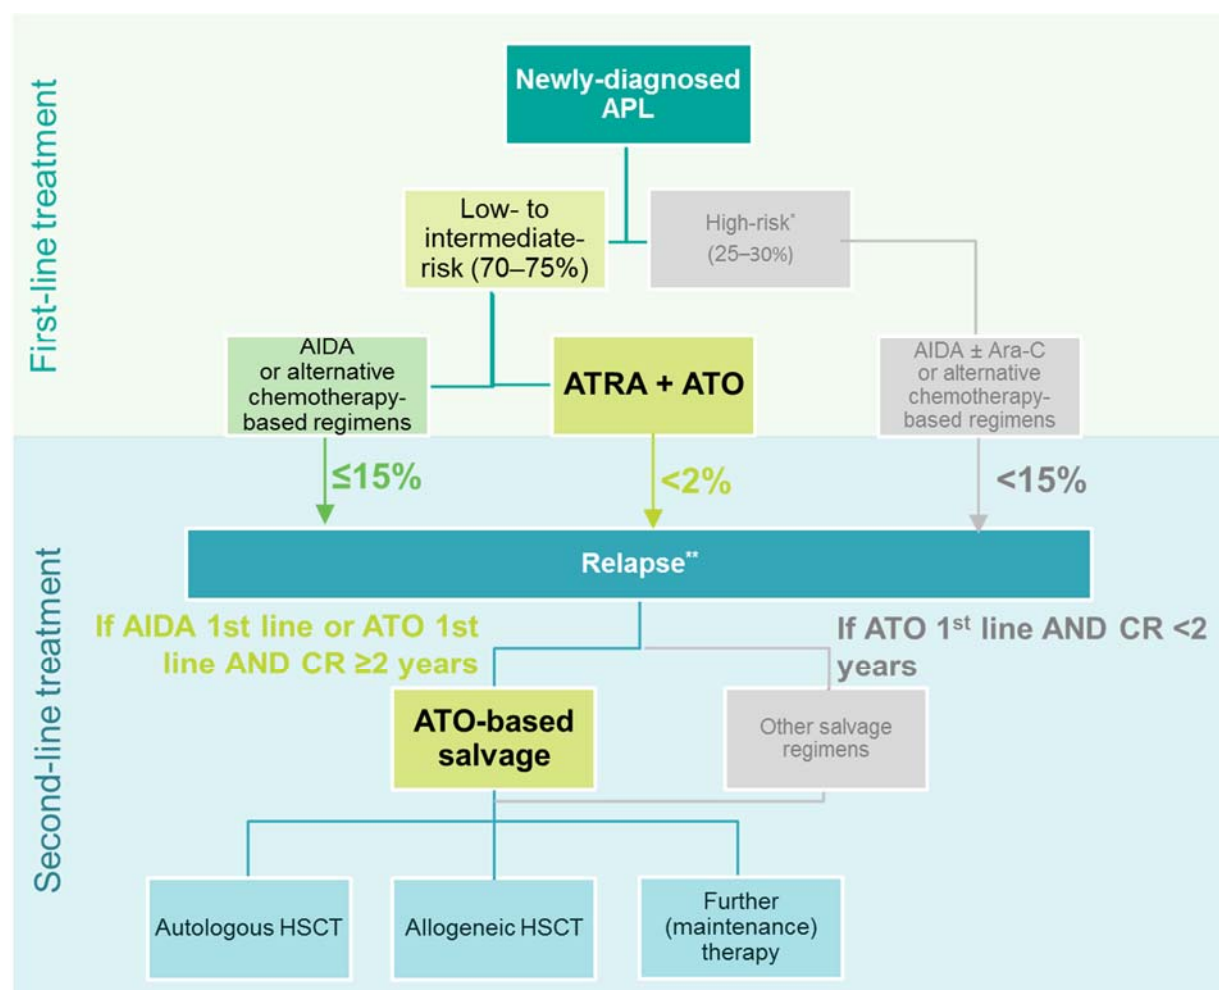 First-line treatment
Newly-diagnosed
APL
Low- to
intermediate-
risk (70–75%)
High-risk*
(25–30%)
AIDA
or alternative
chemotherapy-
based regimens
ATRA + ATO
AIDA ± Ara-C
or alternative
chemotherapy-
based regimens
Second-line treatment
≤15%
<2%
<15%
Relapse**
If AIDA 1st line or ATO 1st
line AND CR ≥2 years
If ATO 1st line AND CR <2
years
ATO-based
salvage
Other salvage
regimens
Autologous HSCT
Allogeneic HSCT
Further
(maintenance)
therapy